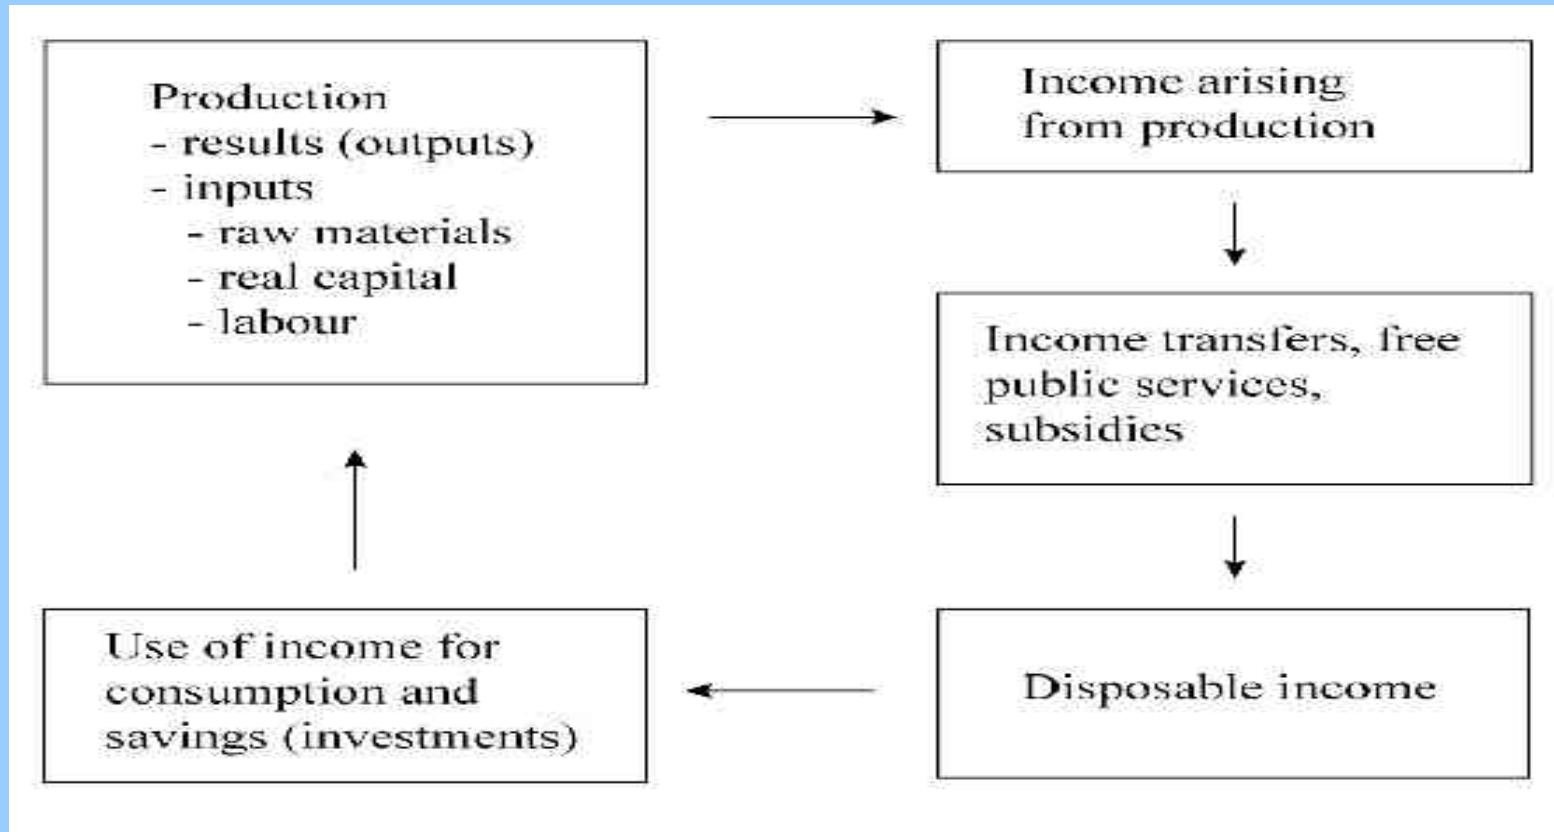 Production
- results (outputs)
- inputs
- raw materials
- real capital
- labour
Income arising
from production
Income transfers, free
public services,
subsidies
Disposable income
Use of income for
consumption and
savings (investments)